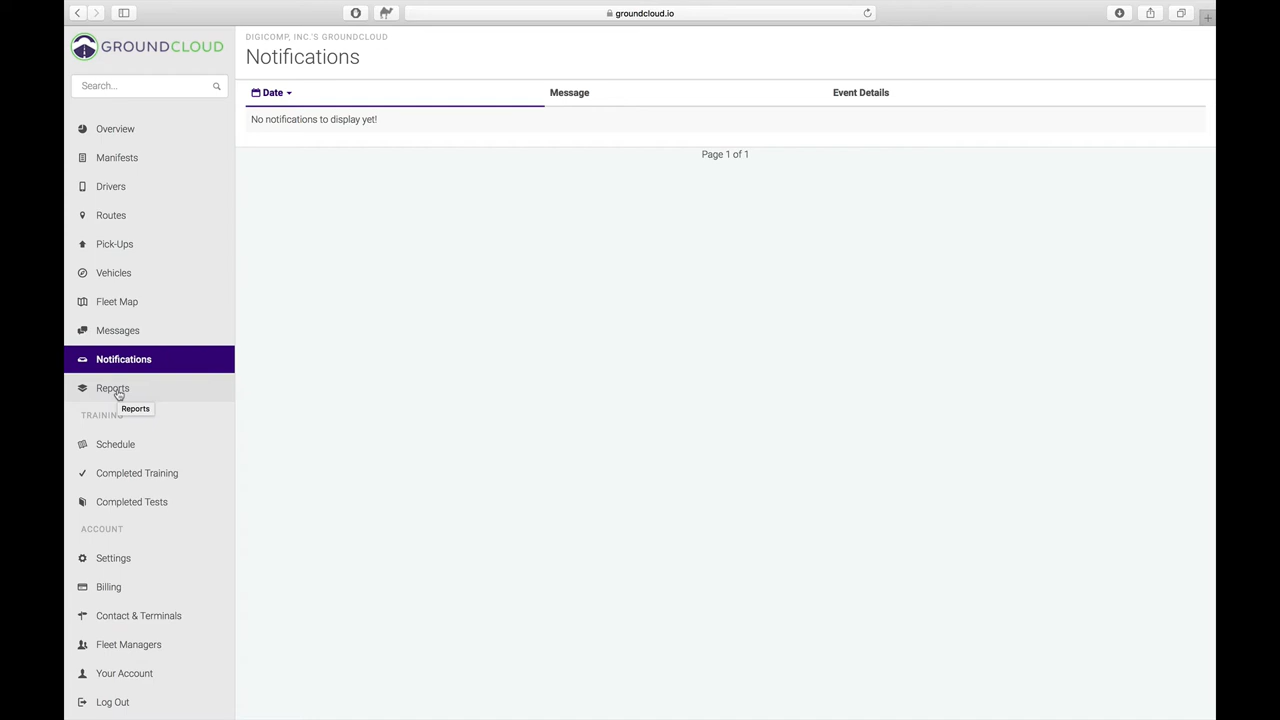 groundcloud.io
GROUNDCLOUD
Search...
Overview
Manifests
Drivers
Routes
Pick-Ups
Vehicles
Fleet Map
Messages
Notifications
Reports
Reports
TRAINING
Schedule
Completed Training
Completed Tests
ACCOUNT
Settings
Billing
Contact & Terminals
Fleet Managers
Your Account
Log Out
DIGICOMP, INC.'S GROUNDCLOUD
Notifications
Date Message Event Details
No notifications to display yet!
Page 1 of 1